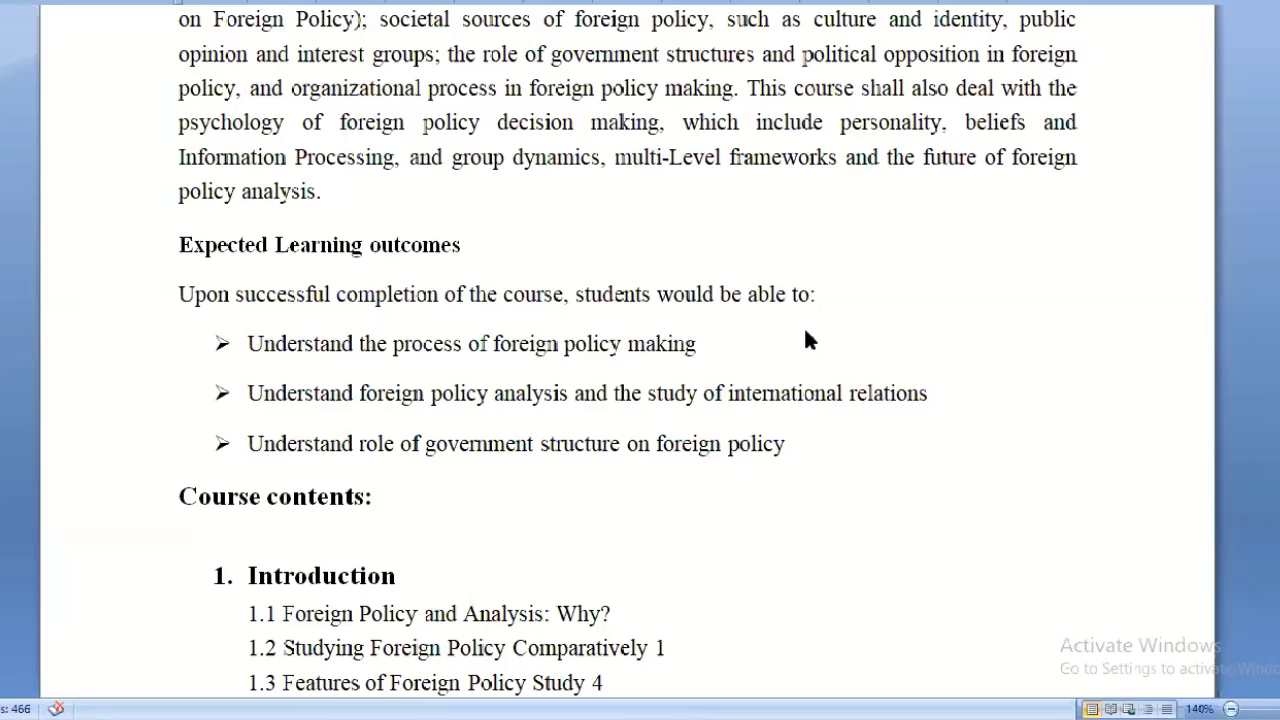 on Foreign Policy); societal sources of foreign policy, such as culture and identity, public
opinion and interest groups; the role of government structures and political opposition in foreign
policy, and organizational process in foreign policy making. This course shall also deal with the
psychology of foreign policy decision making, which include personality, beliefs and
Information Processing, and group dynamics, multi-Level frameworks and the future of foreign
policy analysis.
Expected Learning outcomes
Upon successful completion of the course, students would be able to:
➢ Understand the process of foreign policy making
➢ Understand foreign policy analysis and the study of international relations
➢ Understand role of government structure on foreign policy
Course contents:
1. Introduction
1.1 Foreign Policy and Analysis: Why?
1.2 Studying Foreign Policy Comparatively 1
1.3 Features of Foreign Policy Study 4
Activate Windows
Go to Settings to activate Windo
s: 466
140%